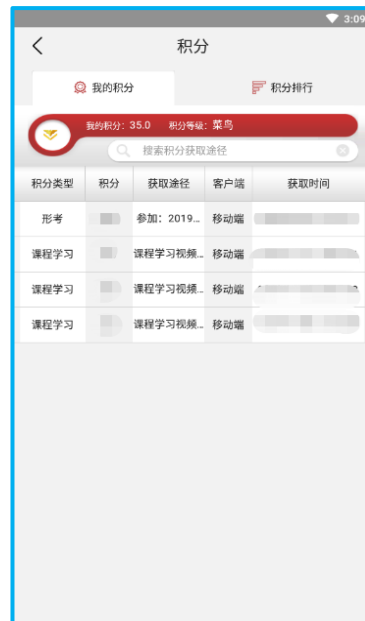 3:09
积分
我的积分
积分排行
我的积分：35.0 积分等级：菜鸟
搜索积分获取途径
积分类型 积分 获取途径 客户端 获取时间
形考 参加：2019... 移动端
课程学习 课程学习视频... 移动端
课程学习 课程学习视频... 移动端
课程学习 课程学习视频... 移动端